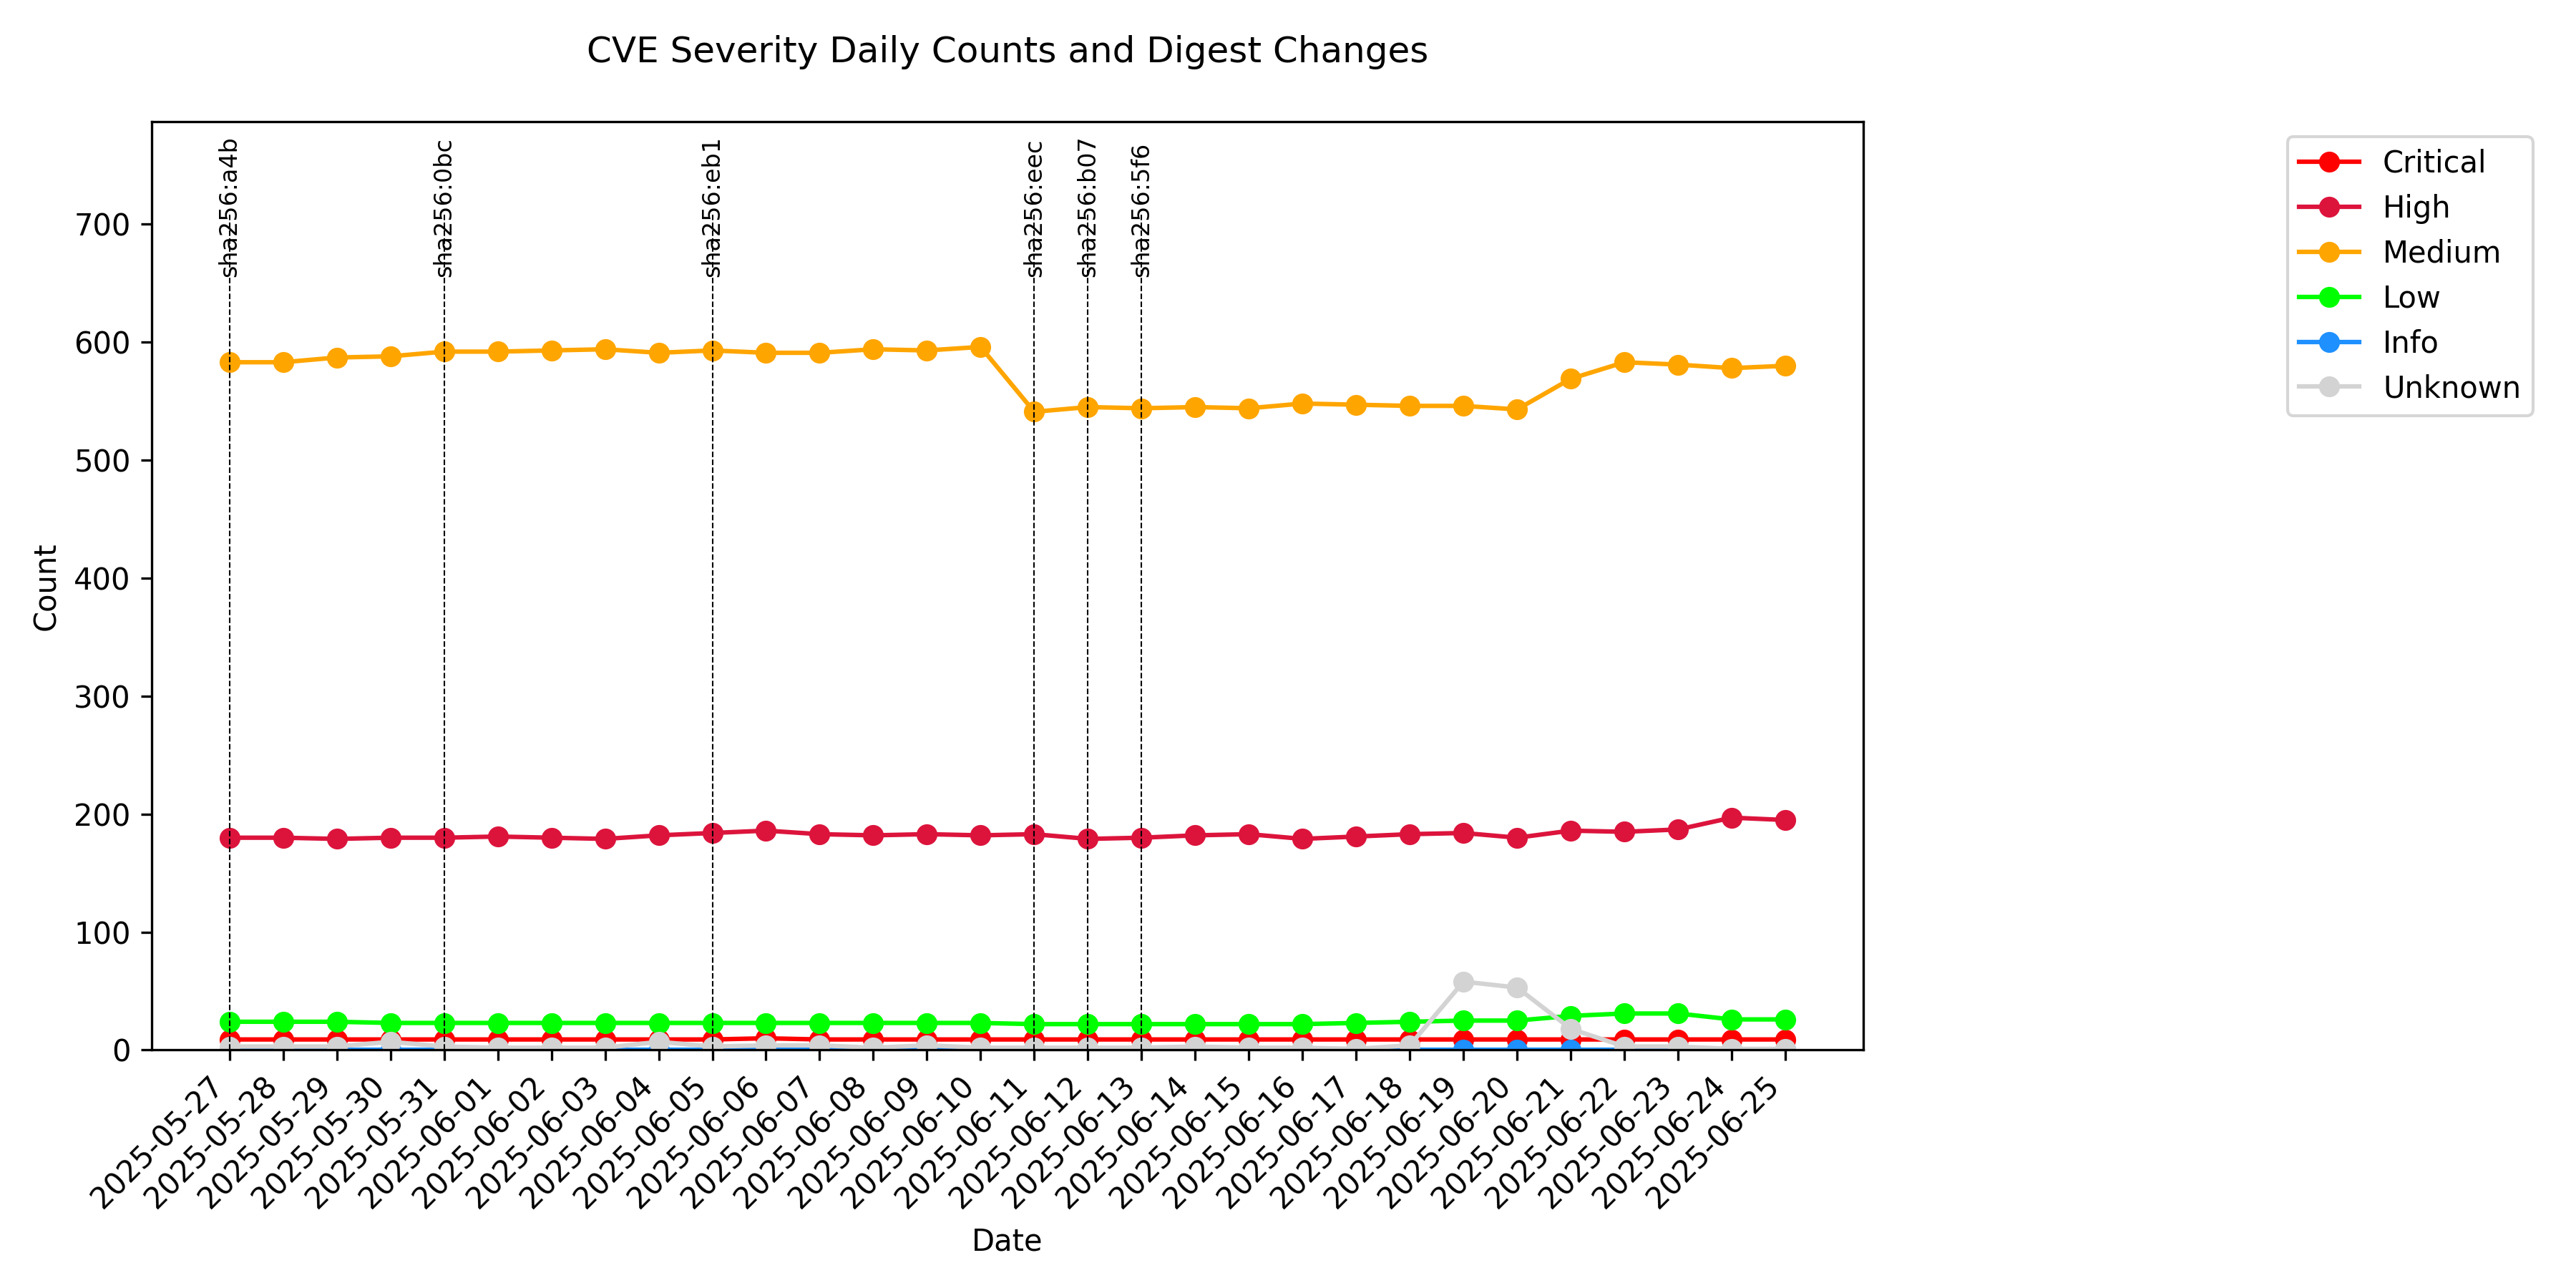 CVE Severity Daily Counts and Digest Changes
sha256:a4b
sha256:0bc
sha256:eb1
sha256:eec
sha256:b07
sha256:5f6
Critical
High
Medium
Low
Info
Unknown
700
600
500
400
300
200
100
0
Count
2025-05-27
2025-05-28
2025-05-29
2025-05-30
2025-05-31
2025-06-01
2025-06-02
2025-06-03
2025-06-04
2025-06-05
2025-06-06
2025-06-07
2025-06-08
2025-06-09
2025-06-10
2025-06-11
2025-06-12
2025-06-13
2025-06-14
2025-06-15
2025-06-16
2025-06-17
2025-06-18
2025-06-19
2025-06-20
2025-06-21
2025-06-22
2025-06-23
2025-06-24
2025-06-25
Date